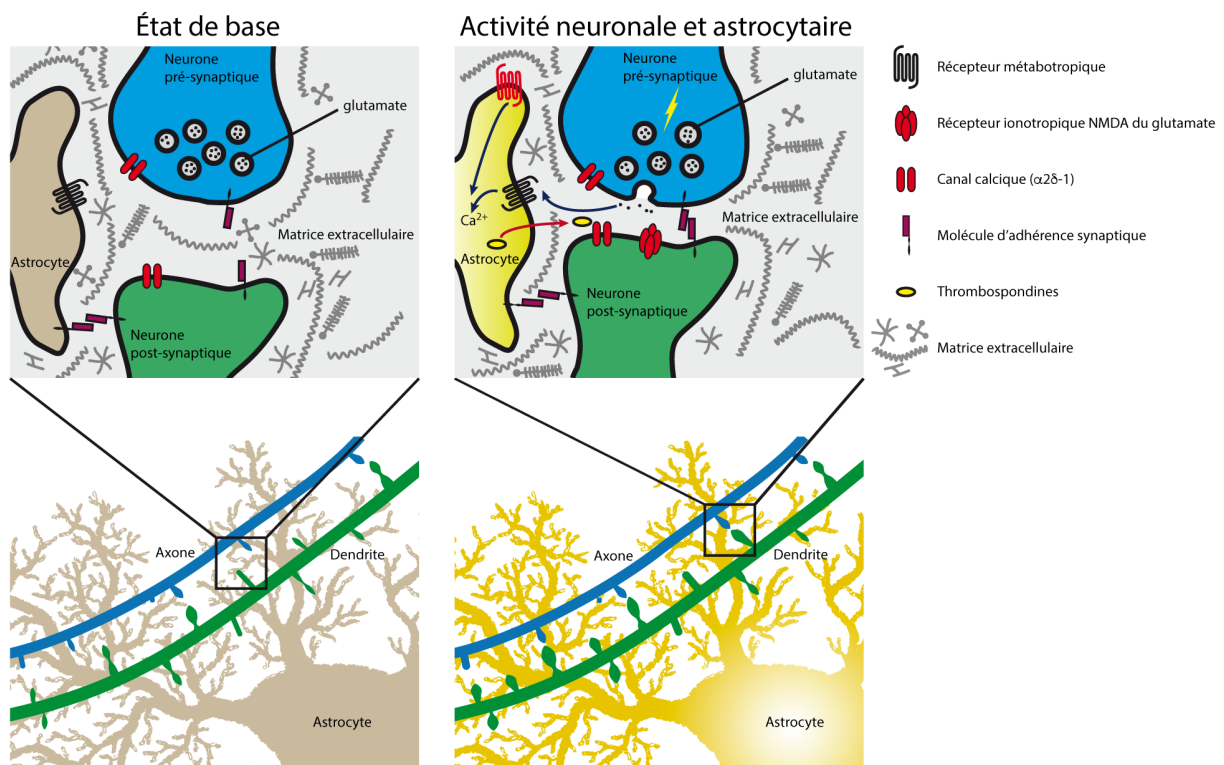 État de base
Activité neuronale et astrocytaire
Neurone
pré-synaptique
glutamate
Matrice extracellulaire
Astrocyte
Neurone
post-synaptique
Neurone
pré-synaptique
glutamate
Matrice extracellulaire
Ca2+
Astrocyte
Neurone
post-synaptique
Récepteur métabotropique
Récepteur ionotropique NMDA du glutamate
Canal calcique (α2δ-1)
Molécule d'adhérence synaptique
Thrombospondines
Matrice extracellulaire
Axone
Dendrite
Astrocyte
Axone
Dendrite
Astrocyte